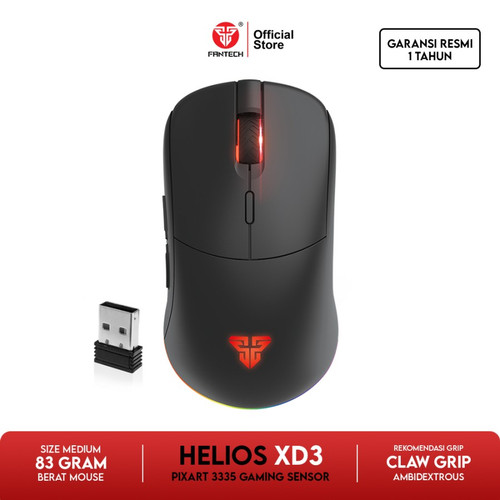 FANTECH
®
Official
Store
GARANSI RESMI
1 TAHUN
SIZE MEDIUM
83 GRAM
BERAT MOUSE
HELIOS XD3
PIXART 3335 GAMING SENSOR
REKOMENDASI GRIP
CLAW GRIP
AMBIDEXTROUS